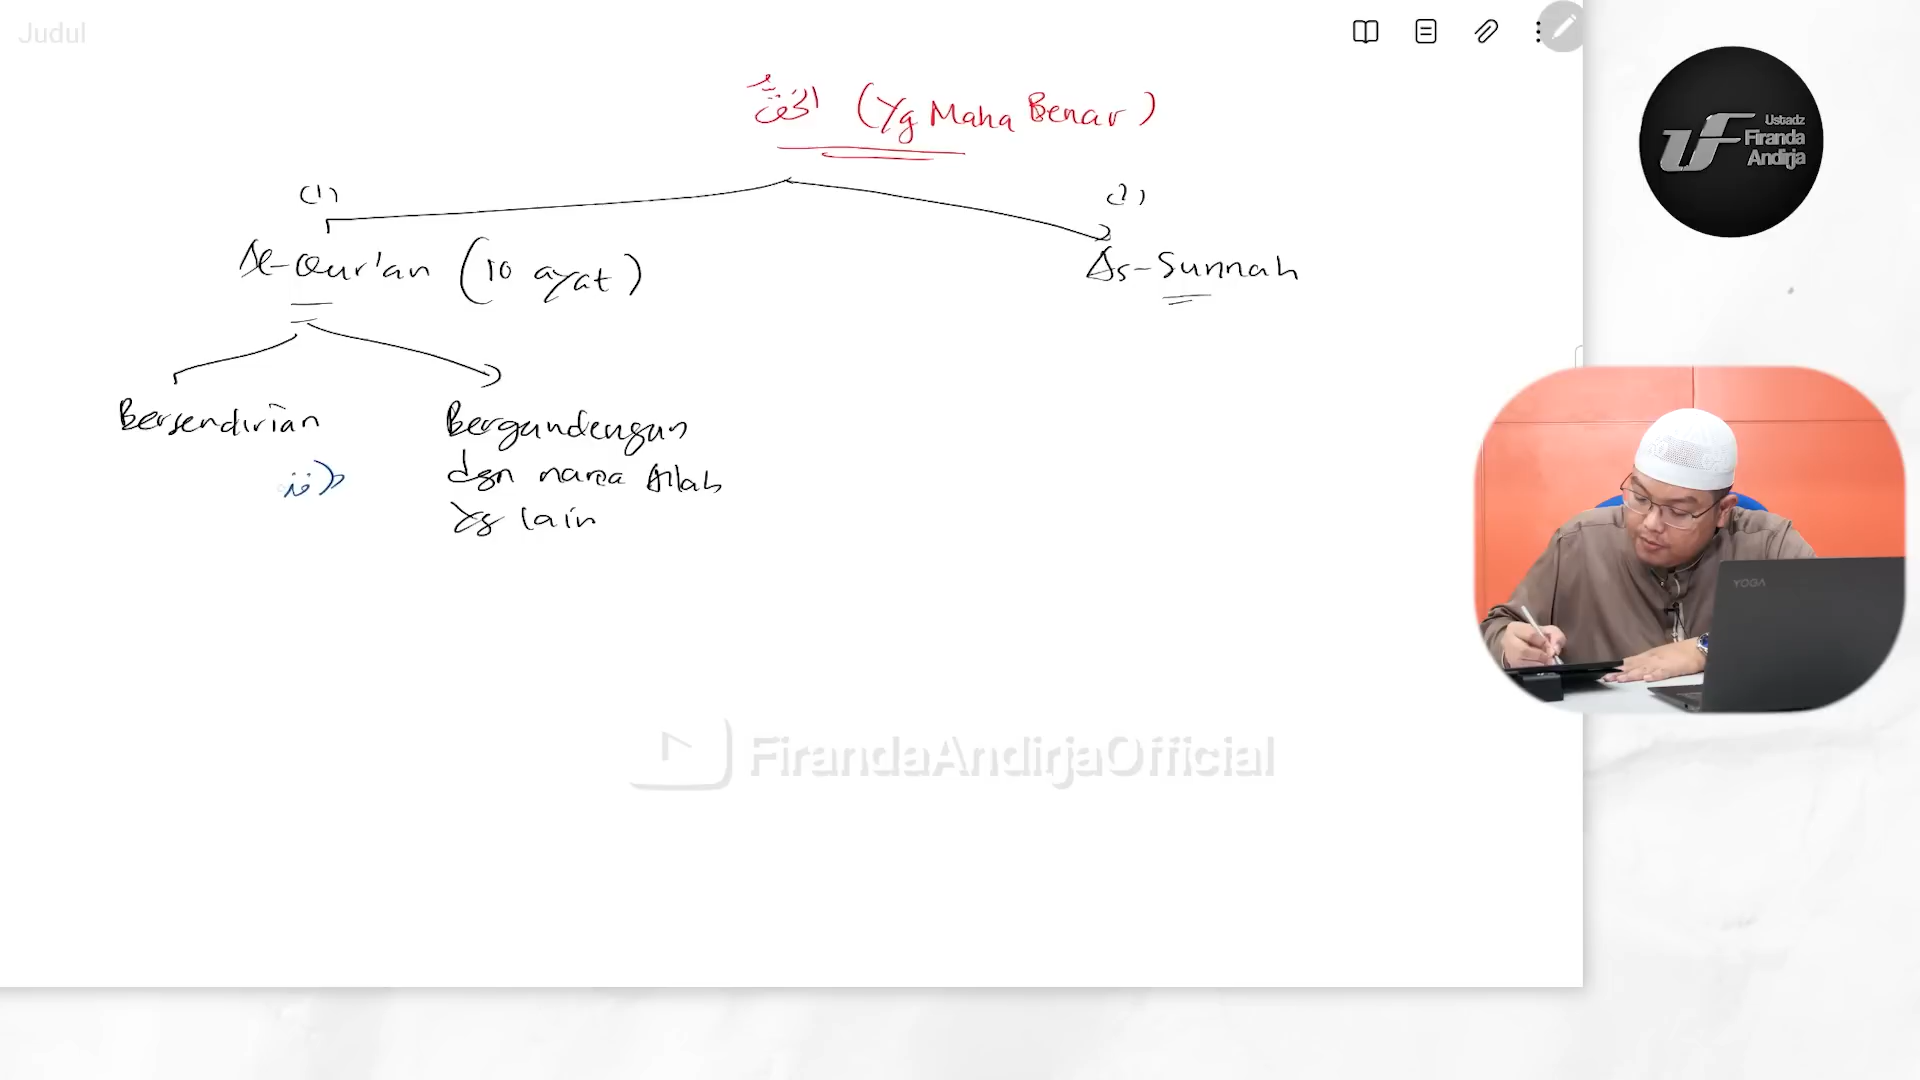 Judul
الحق (Yg Maha Benar)
(1)
(2)
Al-Qur'an (10 ayat)
As-Sunnah
Bersendirian
Bergandengan
dgn nama Allah
Yg lain
Ustadz
Firanda
Andirja
YOGA
FirandaAndirjaOfficial